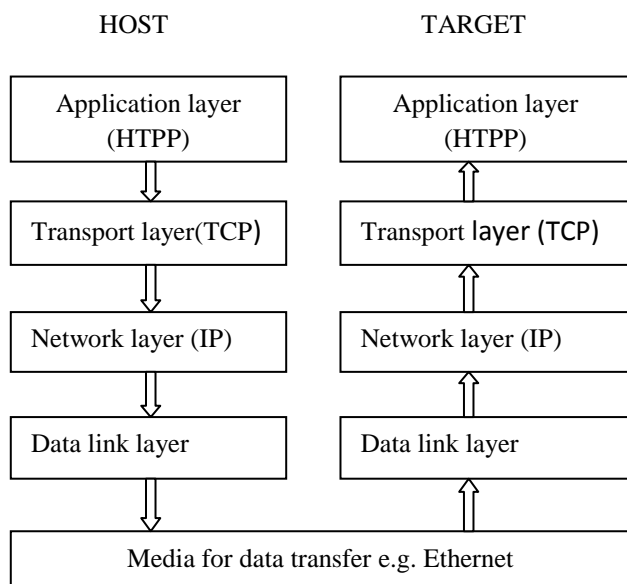 HOST
TARGET
Application layer
(HTPP)
Application layer
(HTPP)
Transport layer(TCP)
Transport layer (TCP)
Network layer (IP)
Network layer (IP)
Data link layer
Data link layer
Media for data transfer e.g. Ethernet